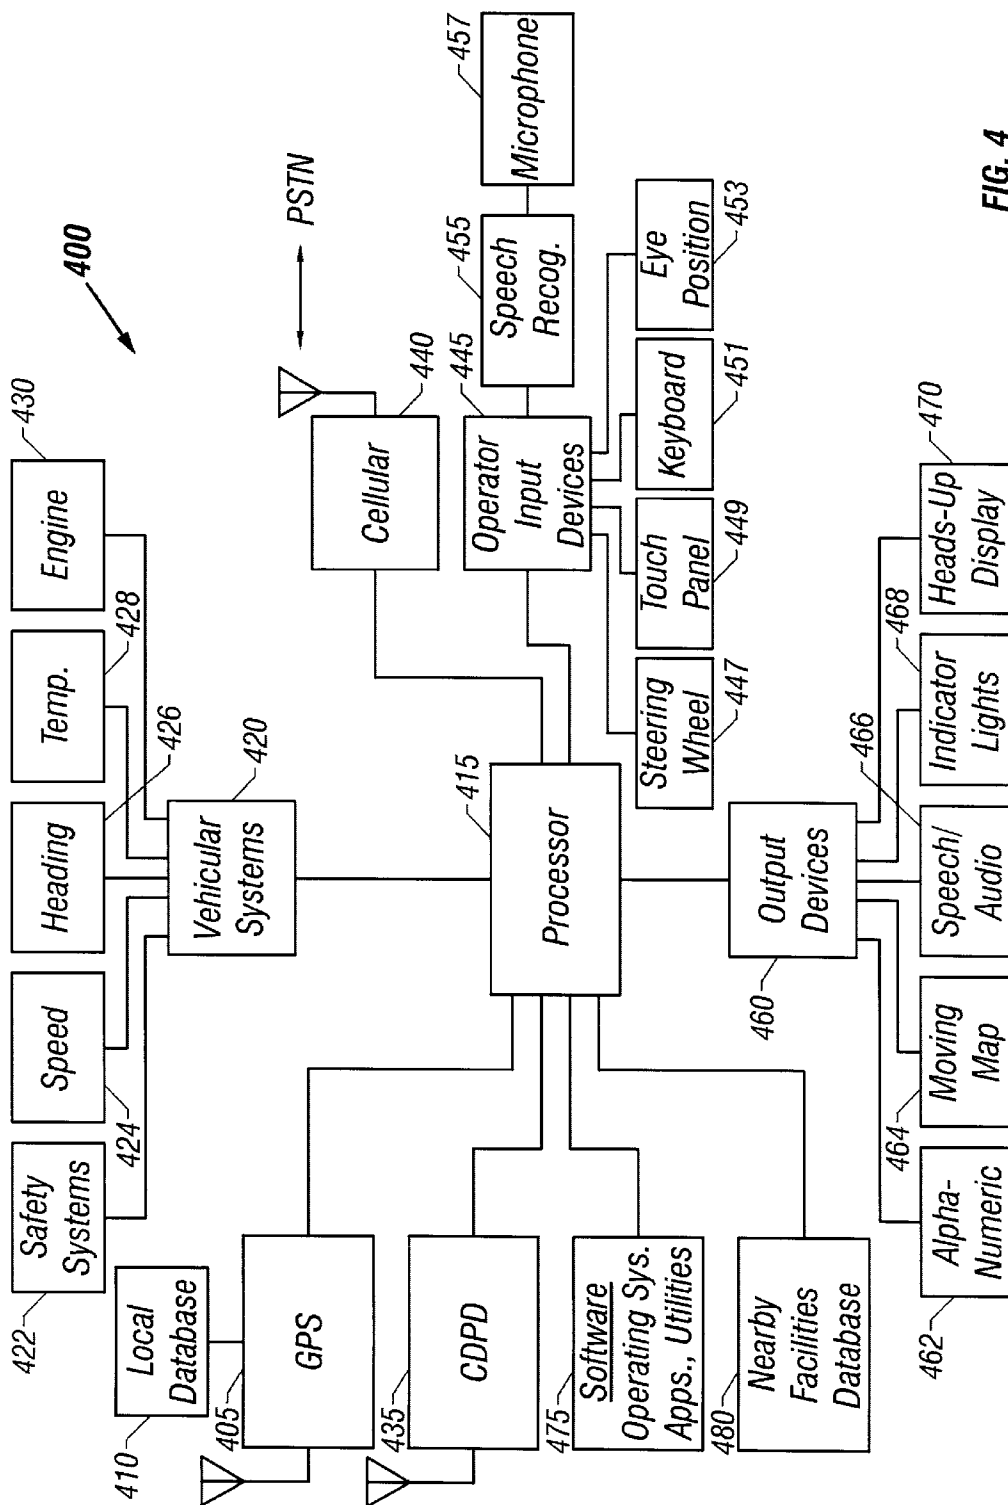 400
422
Safety
Systems
Speed
424
Heading
426
Temp.
428
Engine
430
Vehicular
Systems
420
PSTN
410
Local
Database
405
GPS
435
CDPD
475
Software
Operating Sys.
Apps., Utilities
480
Nearby
Facilities
Database
Processor
415
Cellular
440
Operator
Input
Devices
445
Speech
Recog.
455
Microphone
457
Steering
Wheel
447
Touch
Panel
449
Keyboard
451
Eye
Position
453
460
Output
Devices
462
Alpha-
Numeric
464
Moving
Map
Speech/
Audio
466
Indicator
Lights
468
Heads-Up
Display
470
FIG. 4